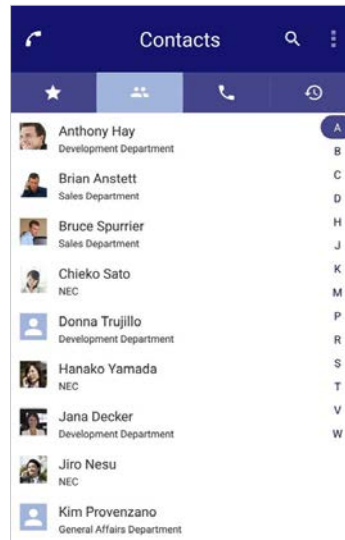 Contacts
Anthony Hay
Development Department
Brian Anstett
Sales Department
Bruce Spurrier
Sales Department
Chieko Sato
NEC
Donna Trujillo
Development Department
Hanako Yamada
NEC
Jana Decker
Development Department
Jiro Nesu
NEC
Kim Provenzano
General Affairs Department
A
B
C
D
H
J
K
M
P
R
S
T
V
W